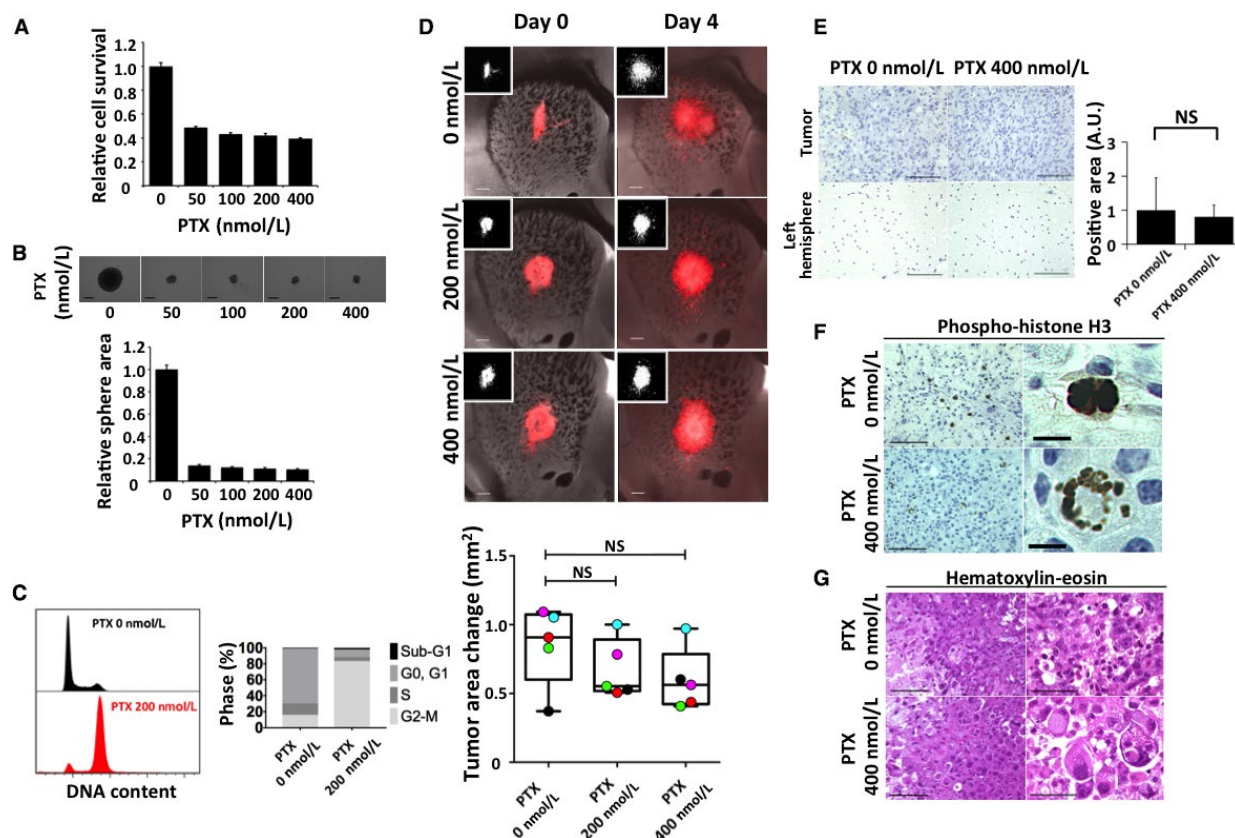 A
Relative cell survival
1.2
1.0
0.8
0.6
0.4
0.2
0
0 50 100 200 400
PTX (nmol/L)
B
PTX
(nmol/L)
0 50 100 200 400
Relative sphere area
1.2
1.0
0.8
0.6
0.4
0.2
0
0 50 100 200 400
PTX (nmol/L)
C
PTX 0 nmol/L
PTX 200 nmol/L
DNA content
Phase (%)
100
80
60
40
20
0
PTX
0 nmol/L
PTX
200 nmol/L
Sub-G1
G0, G1
S
G2-M
D
Day 0 Day 4
0 nmol/L
200 nmol/L
400 nmol/L
Tumor area change (mm²)
1.5
1.0
0.5
0
NS
NS
PTX
0 nmol/L
PTX
200 nmol/L
PTX
400 nmol/L
E
PTX 0 nmol/L PTX 400 nmol/L
Tumor
Left
hemisphere
Positive area (A.U.)
3
2
1
0
NS
PTX 0 nmol/L
PTX 400 nmol/L
F
Phospho-histone H3
PTX
0 nmol/L
PTX
400 nmol/L
G
Hematoxylin-eosin
PTX
0 nmol/L
PTX
400 nmol/L